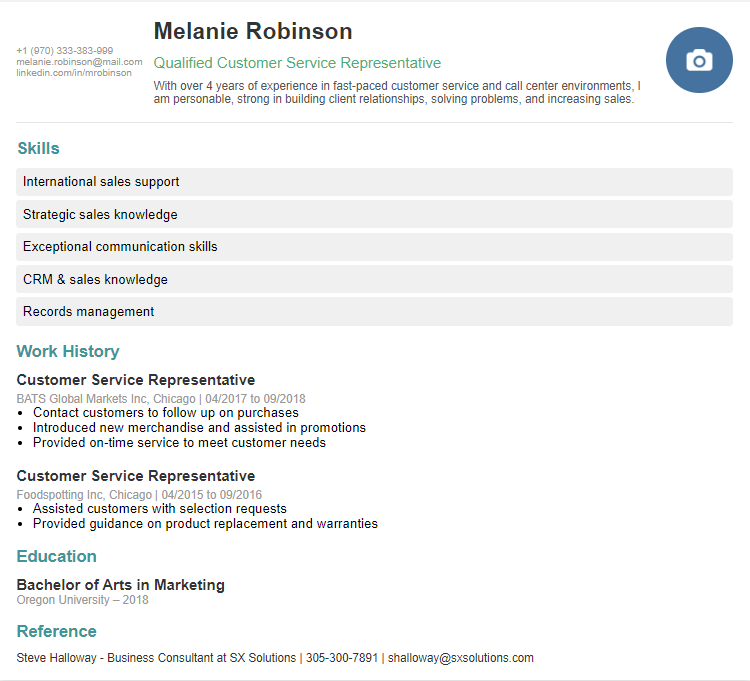 Melanie Robinson
+1 (970) 333-383-999
melanie.robinson@mail.com
linkedin.com/in/mrobinson
Qualified Customer Service Representative
With over 4 years of experience in fast-paced customer service and call center environments, I
am personable, strong in building client relationships, solving problems, and increasing sales.
Skills
International sales support
Strategic sales knowledge
Exceptional communication skills
CRM & sales knowledge
Records management
Work History
Customer Service Representative
BATS Global Markets Inc, Chicago | 04/2017 to 09/2018
• Contact customers to follow up on purchases
• Introduced new merchandise and assisted in promotions
• Provided on-time service to meet customer needs
Customer Service Representative
Foodspotting Inc, Chicago | 04/2015 to 09/2016
• Assisted customers with selection requests
• Provided guidance on product replacement and warranties
Education
Bachelor of Arts in Marketing
Oregon University – 2018
Reference
Steve Halloway - Business Consultant at SX Solutions | 305-300-7891 | shalloway@sxsolutions.com